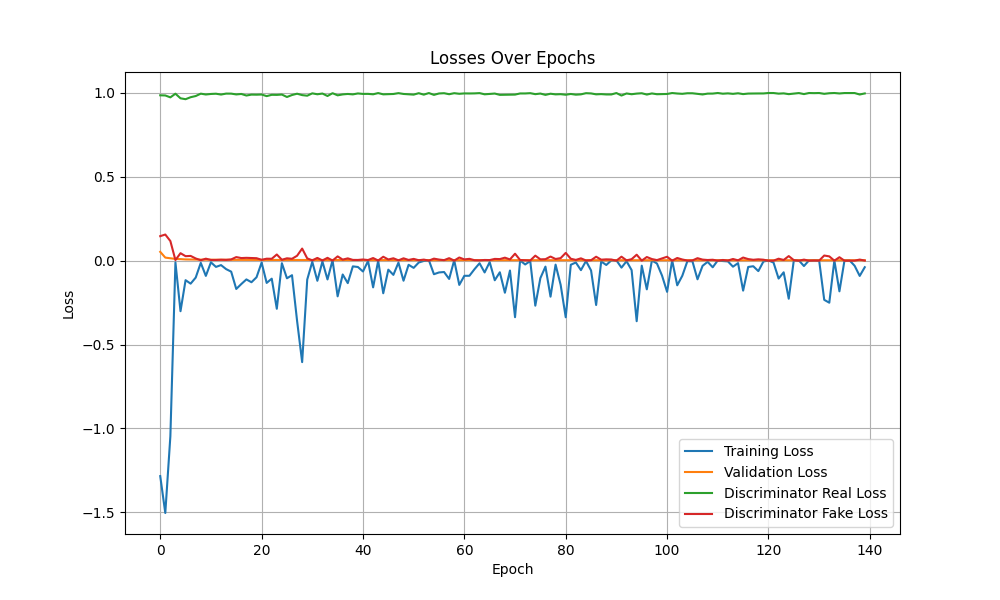 Losses Over Epochs
Loss
1.0
0.5
0.0
−0.5
−1.0
−1.5
0 20 40 60 80 100 120 140
Epoch
Training Loss
Validation Loss
Discriminator Real Loss
Discriminator Fake Loss